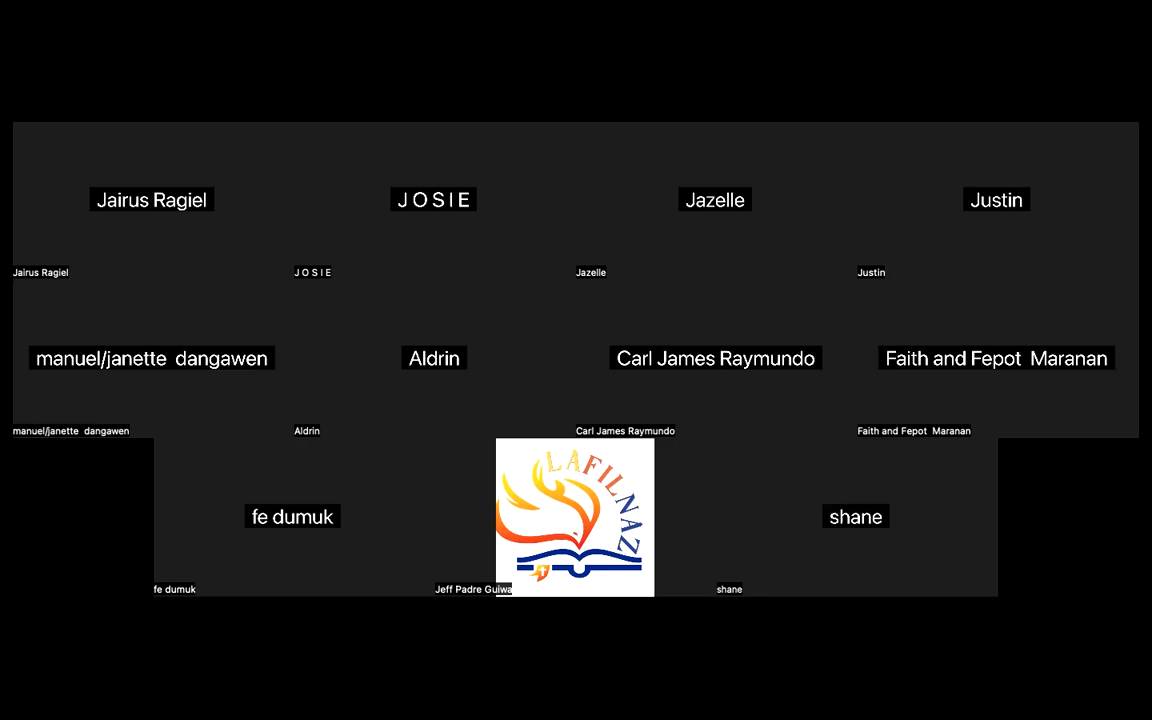 Jairus Ragiel
J O S I E
Jazelle
Justin
Jairus Ragiel
J O S I E
Jazelle
Justin
manuel/janette dangawen
Aldrin
Carl James Raymundo
Faith and Fepot Maranan
manuel/janette dangawen
Aldrin
Carl James Raymundo
Faith and Fepot Maranan
fe dumuk
LAFILNAZ
shane
fe dumuk
Jeff Padre Guiwa
shane